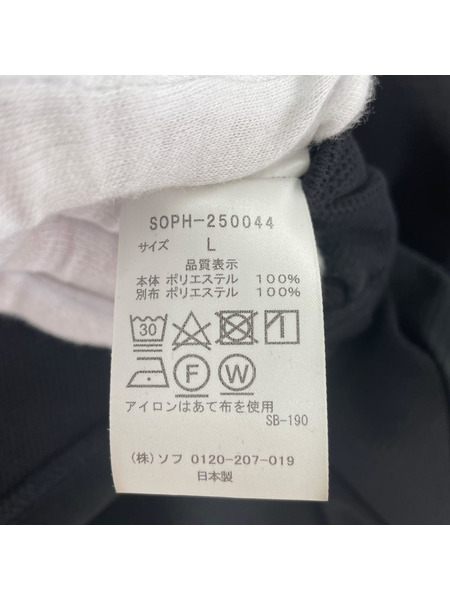 SOPH-250044
サイズ L
品質表示
本体 ポリエステル 100%
別布 ポリエステル 100%
30
F W
アイロンはあて布を使用
SB-190
(株)ソフ 0120-207-019
日本製